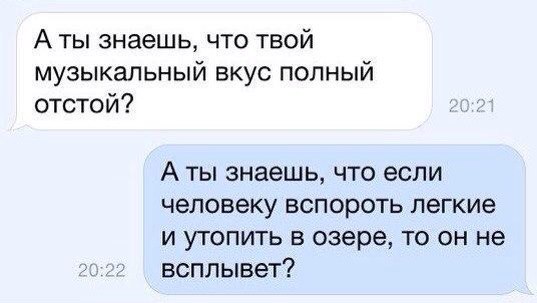 А ты знаешь, что твой
музыкальный вкус полный
отстой?
20:21
А ты знаешь, что если
человеку вспороть легкие
и утопить в озере, то он не
всплывет?
20:22